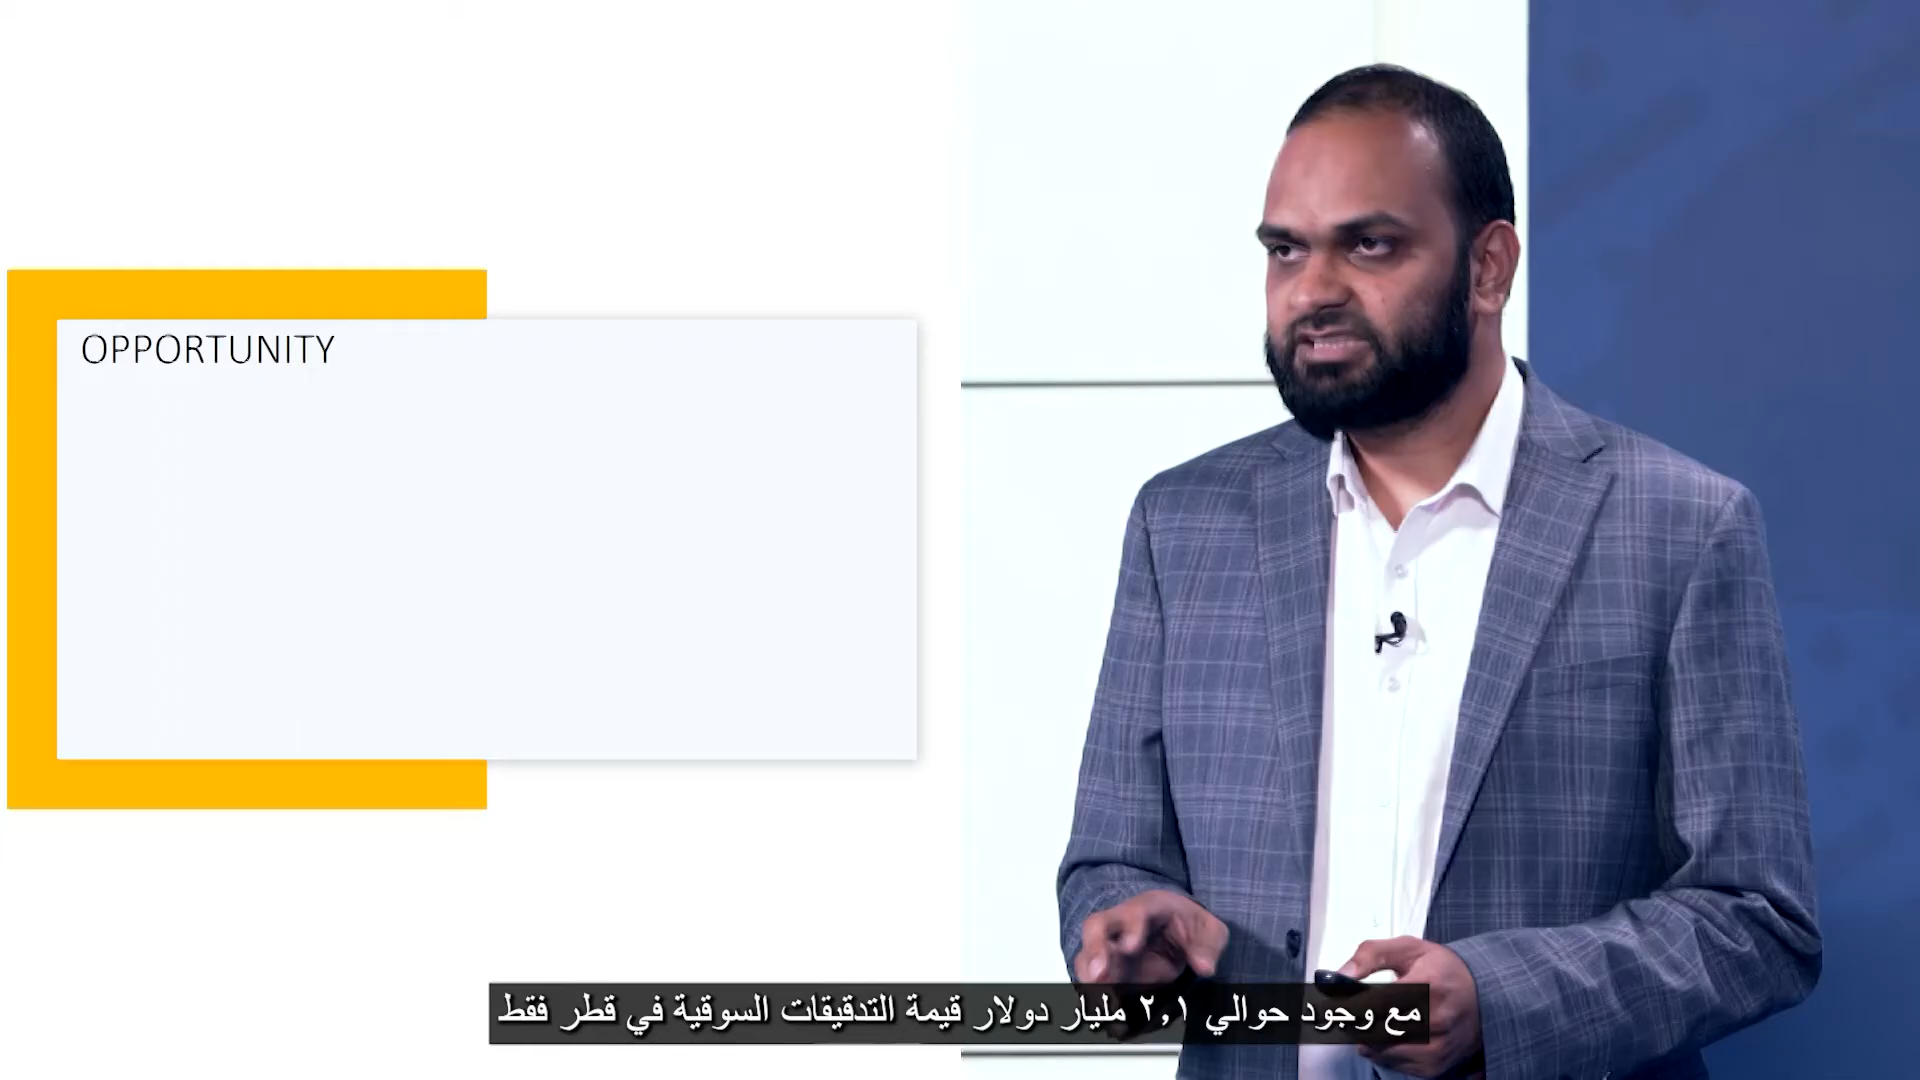 OPPORTUNITY
مع وجود حوالي ٢,١ مليار دولار قيمة التدقيقات السوقية في قطر فقط